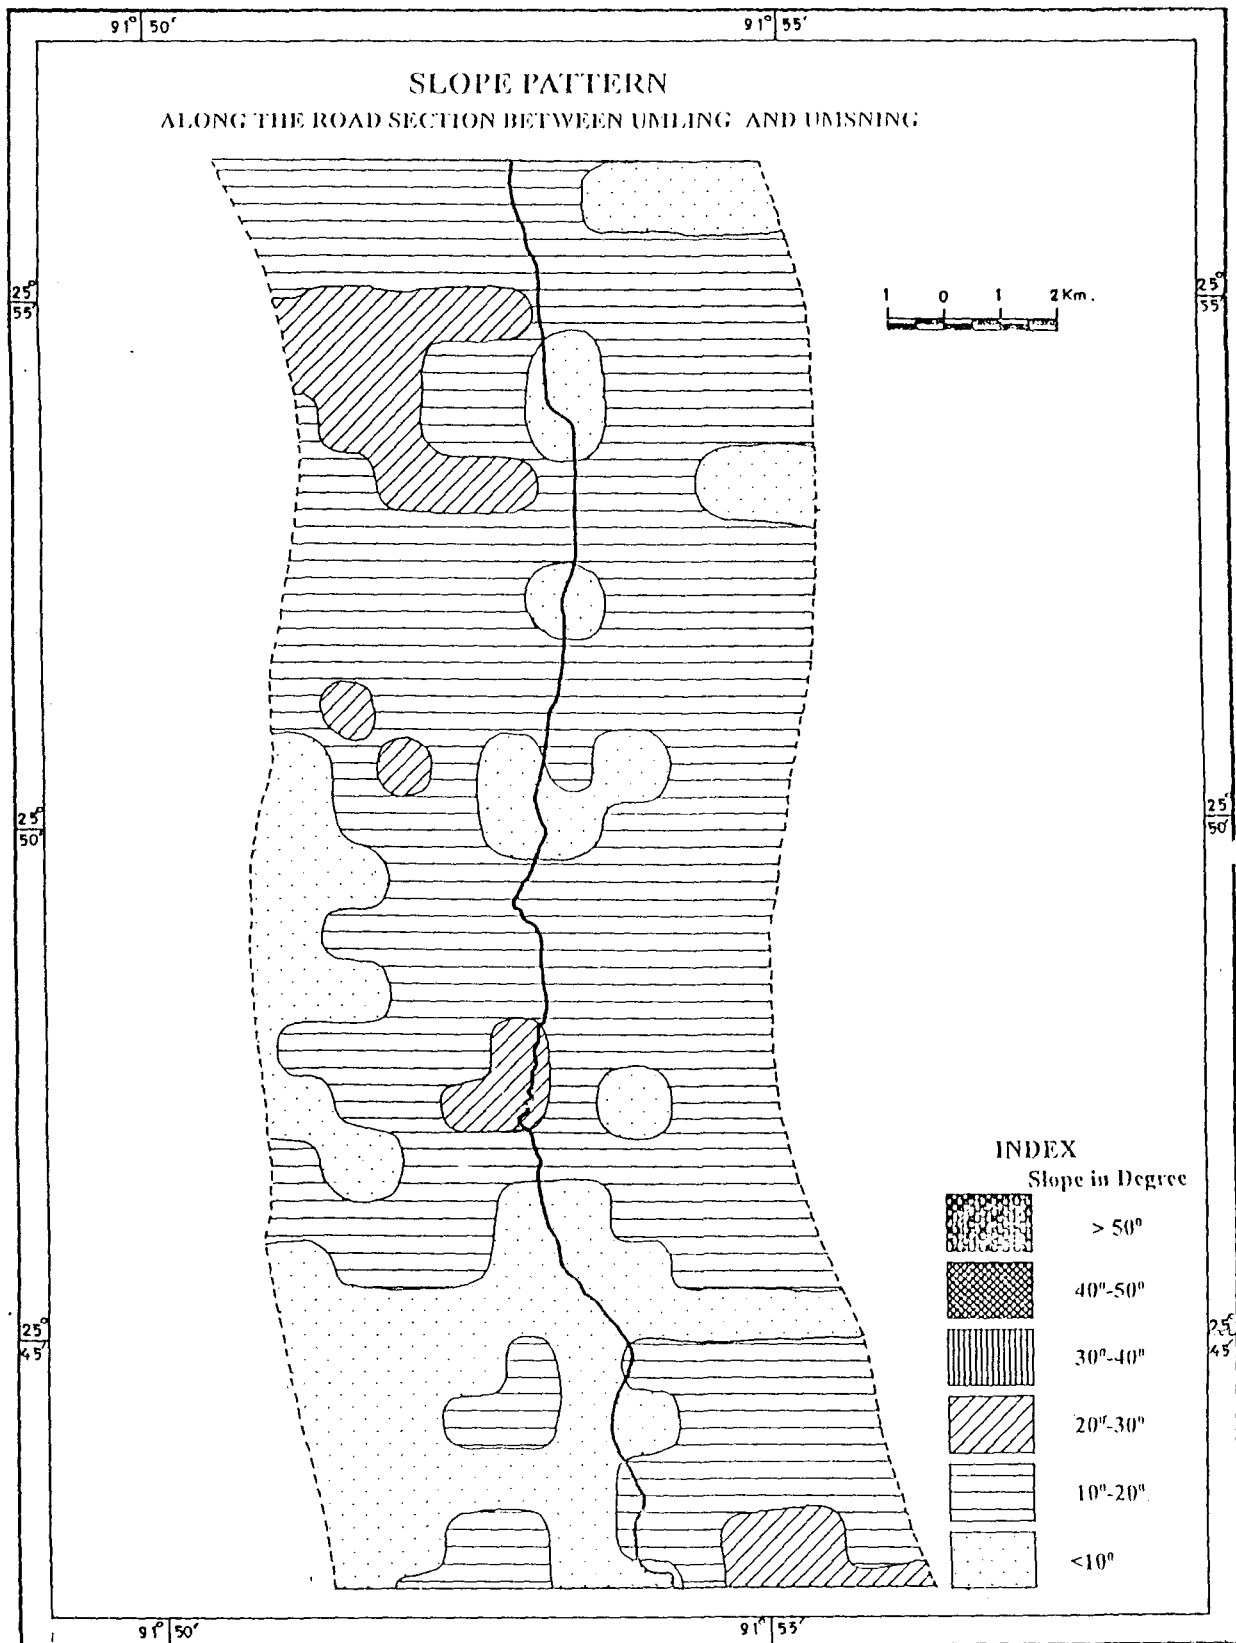 91° 50′ 91° 55′
SLOPE PATTERN
ALONG THE ROAD SECTION BETWEEN UMLING AND UMSNING
25° 55′ 25° 55′
1 0 1 2 Km.
25° 50′ 25° 50′
INDEX
Slope in Degree
> 50°
40°-50°
25° 45′ 25° 45′
30°-40°
20°-30°
10°-20°
<10°
91° 50′ 91° 53′